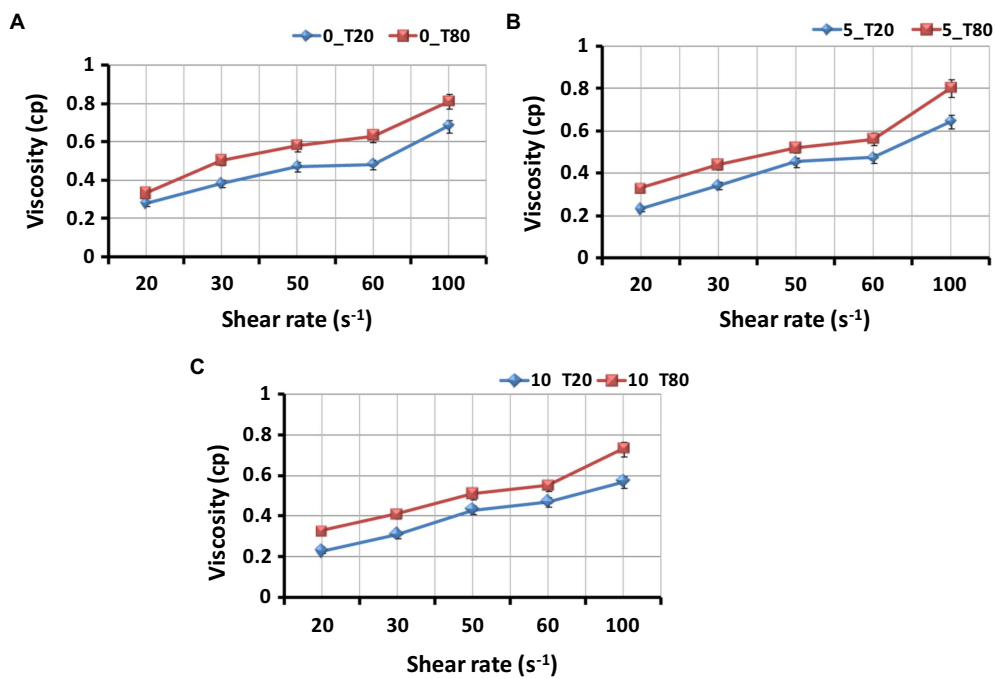 A
0_T20 0_T80
1
0.8
0.6
0.4
0.2
0
Viscosity (cp)
20 30 50 60 100
Shear rate (s-1)
B
5_T20 5_T80
1
0.8
0.6
0.4
0.2
0
Viscosity (cp)
20 30 50 60 100
Shear rate (s-1)
C
10 T20 10 T80
1
0.8
0.6
0.4
0.2
0
Viscosity (cp)
20 30 50 60 100
Shear rate (s-1)